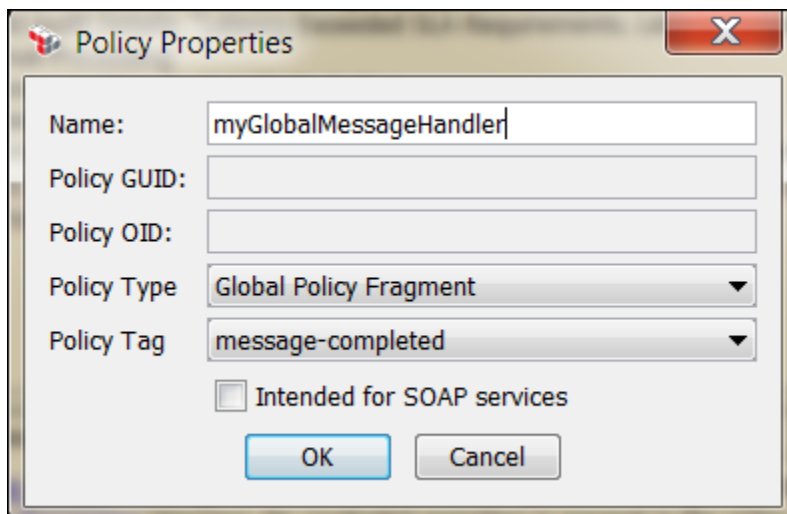 Policy Properties
Name: myGlobalMessageHandler
Policy GUID:
Policy OID:
Policy Type Global Policy Fragment
Policy Tag message-completed
Intended for SOAP services
OK Cancel